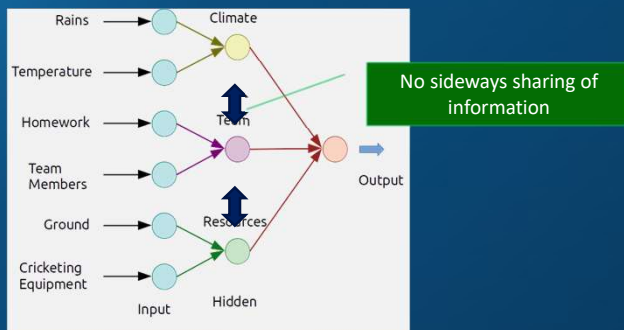 Rains
Climate
Temperature
No sideways sharing of
information
Homework
Team
Team
Members
Output
Ground
Resources
Cricketing
Equipment
Input
Hidden